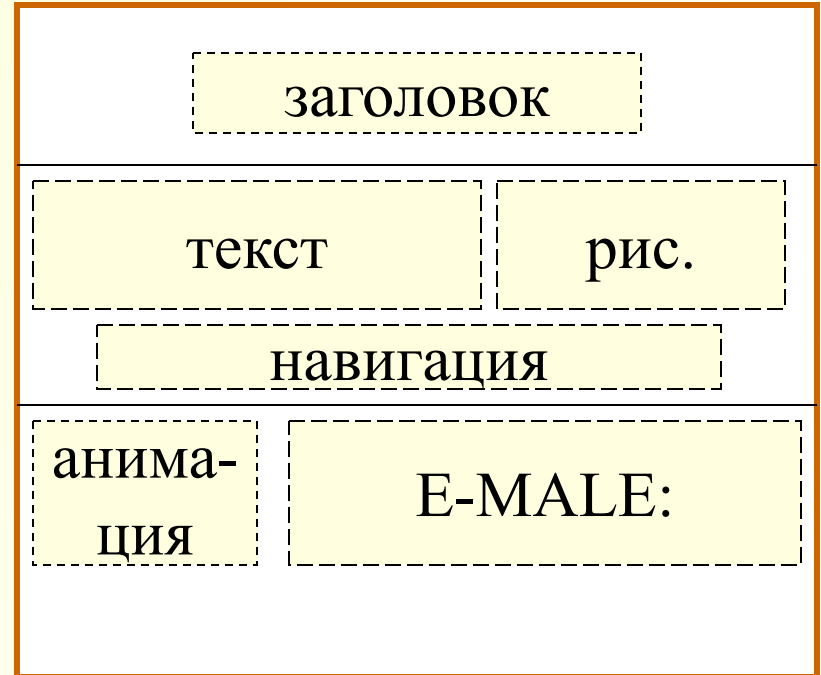 заголовок
текст
рис.
навигация
анима-
ция
E-MALE: